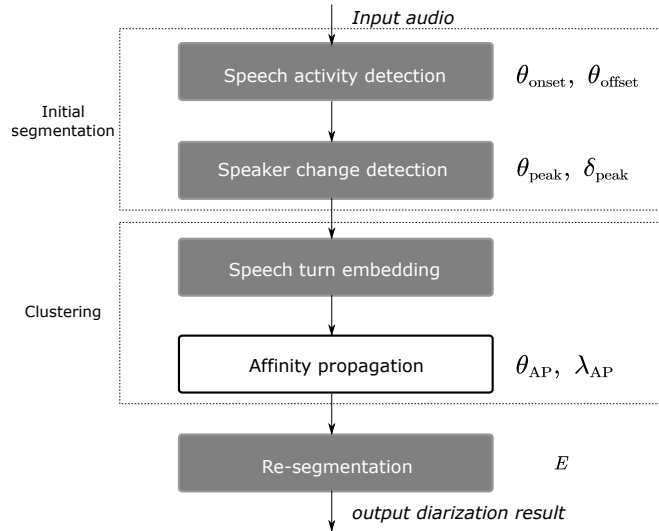 Input audio
Speech activity detection
θonset, θoffset
Initial
segmentation
Speaker change detection
θpeak, δpeak
Speech turn embedding
Clustering
Affinity propagation
θAP, λAP
Re-segmentation
E
output diarization result